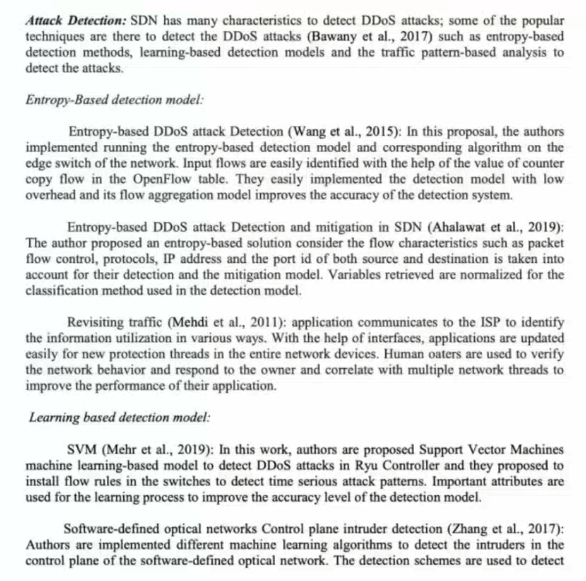 Attack Detection: SDN has many characteristics to detect DDoS attacks; some of the popular
techniques are there to detect the DDoS attacks (Bawany et al., 2017) such as entropy-based
detection methods, learning-based detection models and the traffic pattern-based analysis to
detect the attacks.
Entropy-Based detection model:
Entropy-based DDoS attack Detection (Wang et al., 2015): In this proposal, the authors
implemented running the entropy-based detection model and corresponding algorithm on the
edge switch of the network. Input flows are easily identified with the help of the value of counter
copy flow in the OpenFlow table. They easily implemented the detection model with low
overhead and its flow aggregation model improves the accuracy of the detection system.
Entropy-based DDoS attack Detection and mitigation in SDN (Ahalawat et al., 2019):
The author proposed an entropy-based solution consider the flow characteristics such as packet
flow control, protocols, IP address and the port id of both source and destination is taken into
account for their detection and the mitigation model. Variables retrieved are normalized for the
classification method used in the detection model.
Revisiting traffic (Mehdi et al., 2011): application communicates to the ISP to identify
the information utilization in various ways. With the help of interfaces, applications are updated
easily for new protection threads in the entire network devices. Human oaters are used to verify
the network behavior and respond to the owner and correlate with multiple network threads to
improve the performance of their application.
Learning based detection model:
SVM (Mehr et al., 2019): In this work, authors are proposed Support Vector Machines
machine learning-based model to detect DDoS attacks in Ryu Controller and they proposed to
install flow rules in the switches to detect time serious attack patterns. Important attributes are
used for the learning process to improve the accuracy level of the detection model.
Software-defined optical networks Control plane intruder detection (Zhang et al., 2017):
Authors are implemented different machine learning algorithms to detect the intruders in the
control plane of the software-defined optical network. The detection schemes are used to detect